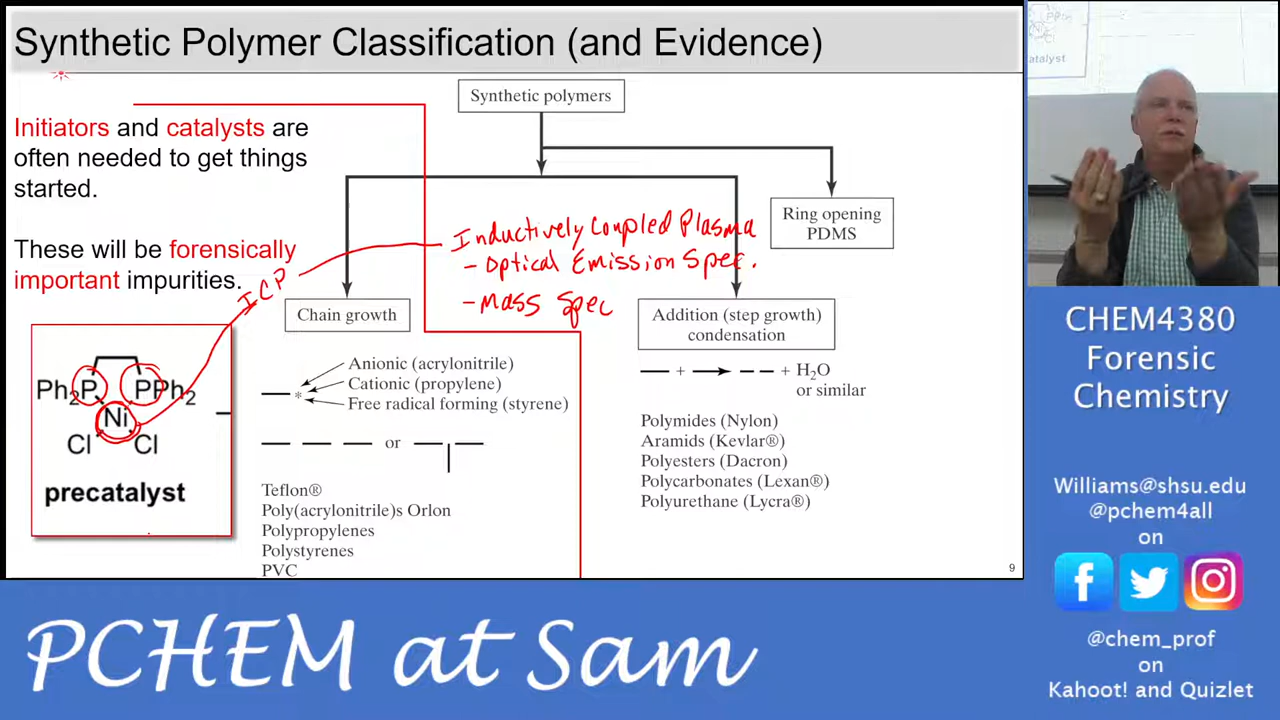 Synthetic Polymer Classification (and Evidence)
Synthetic polymers
Initiators and catalysts are
often needed to get things
started.
These will be forensically
important impurities.
ICP
Inductively Coupled Plasma
- Optical Emission Spec.
- Mass Spec
Ring opening
PDMS
Chain growth
Addition (step growth)
condensation
Ph2P PPh2
Ni
Cl Cl
precatalyst
Anionic (acrylonitrile)
Cationic (propylene)
Free radical forming (styrene)
*
or
Teflon®
Poly(acrylonitrile)s Orlon
Polypropylenes
Polystyrenes
PVC
+ + H2O
or similar
Polymides (Nylon)
Aramids (Kevlar®)
Polyesters (Dacron)
Polycarbonates (Lexan®)
Polyurethane (Lycra®)
9
CHEM4380
Forensic
Chemistry
Williams@shsu.edu
@pchem4all
on
@chem_prof
on
Kahoot! and Quizlet
PCHEM at Sam